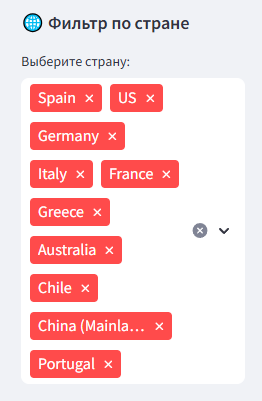 Фильтр по стране
Выберите страну:
Spain × US ×
Germany ×
Italy × France ×
Greece ×
Australia ×
Chile ×
China (Mainla... ×
Portugal ×